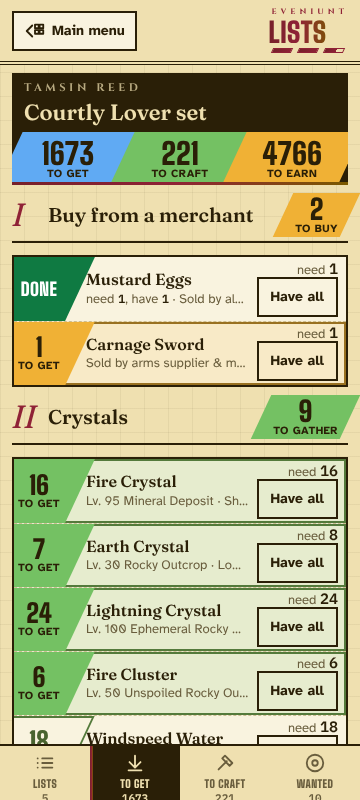 EVENIUNT
Main menu
LISTS
TAMSIN REED
Courtly Lover set
1673 221 4766
TO GET TO CRAFT TO EARN
I Buy from a merchant 2
TO BUY
need 1
DONE Mustard Eggs Have all
need 1, have 1 · Sold by al...
need 1
1 Carnage Sword Have all
TO GET Sold by arms supplier & m...
II Crystals 9
TO GATHER
need 16
16 Fire Crystal Have all
TO GET Lv. 95 Mineral Deposit · Sh...
need 8
7 Earth Crystal Have all
TO GET Lv. 30 Rocky Outcrop · Lo...
need 24
24 Lightning Crystal Have all
TO GET Lv. 100 Ephemeral Rocky ...
need 6
6 Fire Cluster Have all
TO GET Lv. 50 Unspoiled Rocky Ou...
need 18
18 Windspeed Water
LISTS TO GET TO CRAFT WANTED
5 1673 221 10